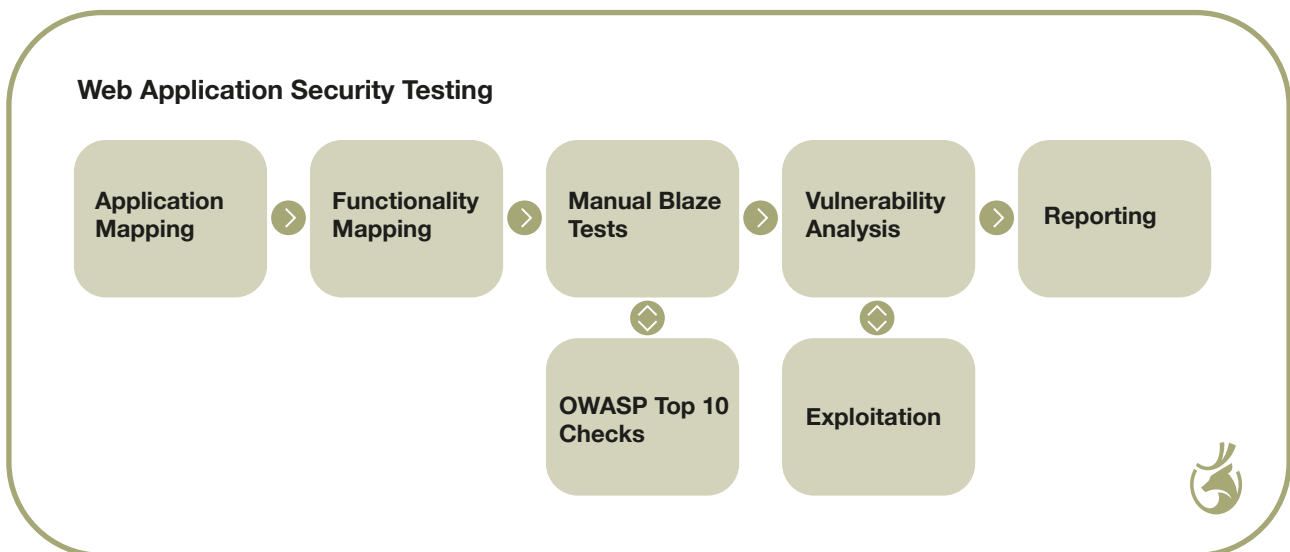 Web Application Security Testing
Application
Mapping
Functionality
Mapping
Manual Blaze
Tests
Vulnerability
Analysis
Reporting
OWASP Top 10
Checks
Exploitation